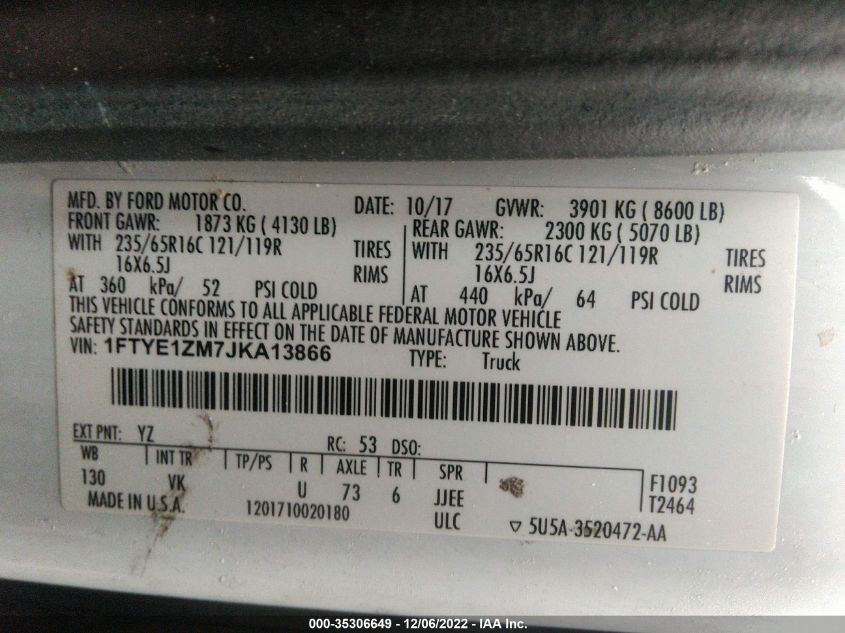 MFD. BY FORD MOTOR CO. DATE: 10/17 GVWR: 3901 KG ( 8600 LB)
FRONT GAWR: 1873 KG ( 4130 LB) REAR GAWR: 2300 KG ( 5070 LB)
WITH 235/65R16C 121/119R TIRES WITH 235/65R16C 121/119R TIRES
16X6.5J RIMS 16X6.5J RIMS
AT 360 kPa/ 52 PSI COLD AT 440 kPa/ 64 PSI COLD
THIS VEHICLE CONFORMS TO ALL APPLICABLE FEDERAL MOTOR VEHICLE
SAFETY STANDARDS IN EFFECT ON THE DATE OF MANUFACTURE SHOWN ABOVE.
VIN: 1FTYE1ZM7JKA13866 TYPE: Truck
EXT PNT: YZ RC: 53 DSO:
WB INT TR TP/PS R AXLE TR SPR F1093
130 VK U 73 6 JJEE T2464
MADE IN U.S.A. 1201710020180 ULC ▽ 5U5A-3520472-AA
000-35306649 - 12/06/2022 - IAA Inc.